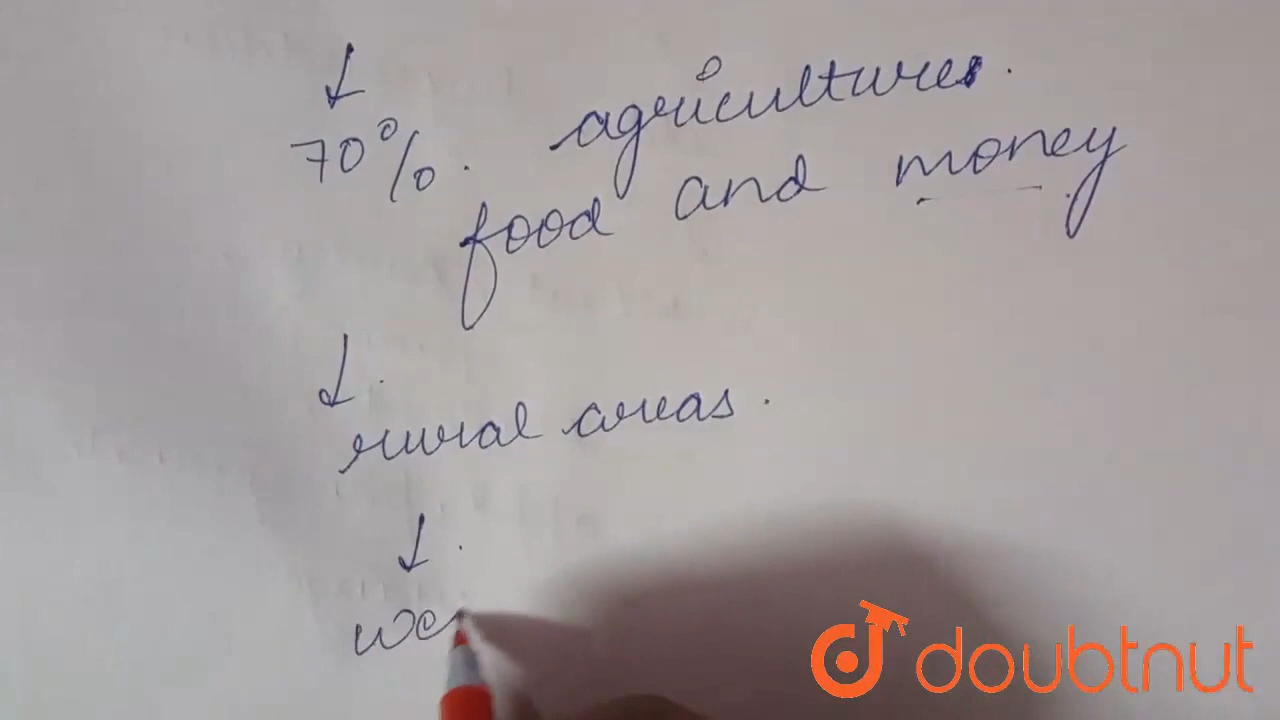 ↓
70%. agricultures.
food and money
↓.
rural areas.
↓.
doubtnut